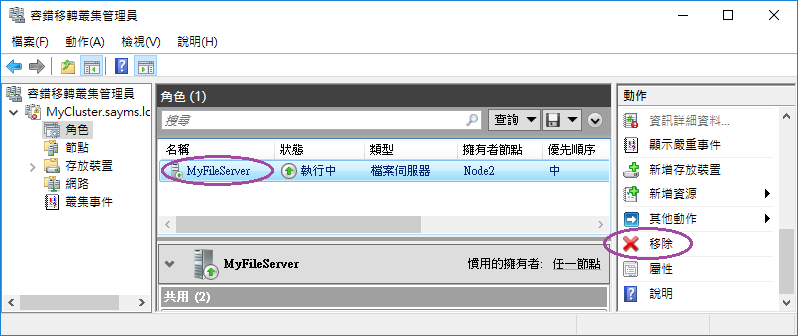 容錯移轉叢集管理員
檔案(F) 動作(A) 檢視(V) 說明(H)
容錯移轉叢集管理員
MyCluster.sayms.lc
角色
節點
存放裝置
網路
叢集事件
角色 (1)
搜尋 查詢
名稱 狀態 類型 擁有者節點 優先順序
MyFileServer 執行中 檔案伺服器 Node2 中
MyFileServer 慣用的擁有者: 任一節點
共用 (2)
動作
資訊詳細資料...
顯示嚴重事件
新增存放裝置
新增資源
其他動作
移除
屬性
說明